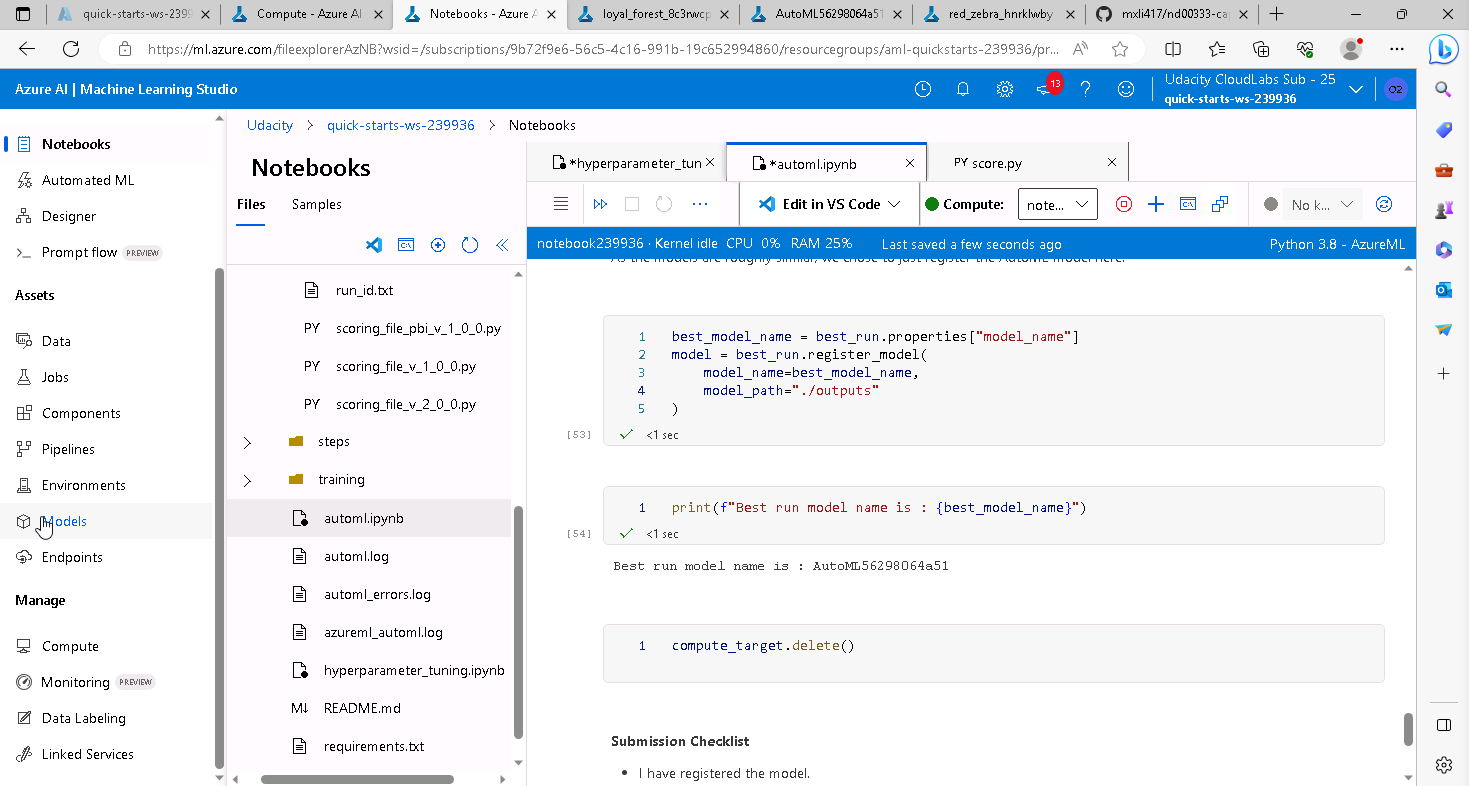 quick-starts-ws-2399
Compute - Azure AI
Notebooks - Azure A
loyal_forest_8c3rwcp
AutoML56298064a51
red_zebra_hnrklwby
mxli417/nd00333-ca
https://ml.azure.com/fileexplorerAzNB?wsid=/subscriptions/9b72f9e6-56c5-4c16-991b-19c652994860/resourcegroups/aml-quickstarts-239936/pr...
Azure AI | Machine Learning Studio
13
Udacity CloudLabs Sub - 25
quick-starts-ws-239936
O2
Notebooks
Automated ML
Designer
Prompt flow PREVIEW
Assets
Data
Jobs
Components
Pipelines
Environments
Models
Endpoints
Manage
Compute
Monitoring PREVIEW
Data Labeling
Linked Services
Udacity > quick-starts-ws-239936 > Notebooks
Notebooks
Files Samples
run_id.txt
PY scoring_file_pbi_v_1_0_0.py
PY scoring_file_v_1_0_0.py
PY scoring_file_v_2_0_0.py
steps
training
automl.ipynb
automl.log
automl_errors.log
azureml_automl.log
hyperparameter_tuning.ipynb
M↓ README.md
requirements.txt
*hyperparameter_tun
*automl.ipynb
PY score.py
Edit in VS Code
Compute: note...
No k...
notebook239936 · Kernel idle CPU 0% RAM 25% Last saved a few seconds ago Python 3.8 - AzureML
As the models are roughly similar, we chose to just register the AutoML model here.
1 best_model_name = best_run.properties["model_name"]
2 model = best_run.register_model(
3 model_name=best_model_name,
4 model_path="./outputs"
5 )
[53] <1 sec
1 print(f"Best run model name is : {best_model_name}")
[54] <1 sec
Best run model name is : AutoML56298064a51
1 compute_target.delete()
Submission Checklist
• I have registered the model.